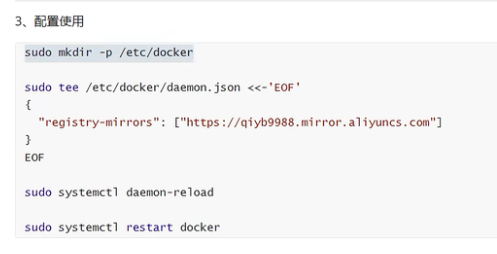 3、配置使用
sudo mkdir -p /etc/docker
sudo tee /etc/docker/daemon.json <<-'EOF'
{
  "registry-mirrors": ["https://qiyb9988.mirror.aliyuncs.com"]
}
EOF
sudo systemctl daemon-reload
sudo systemctl restart docker